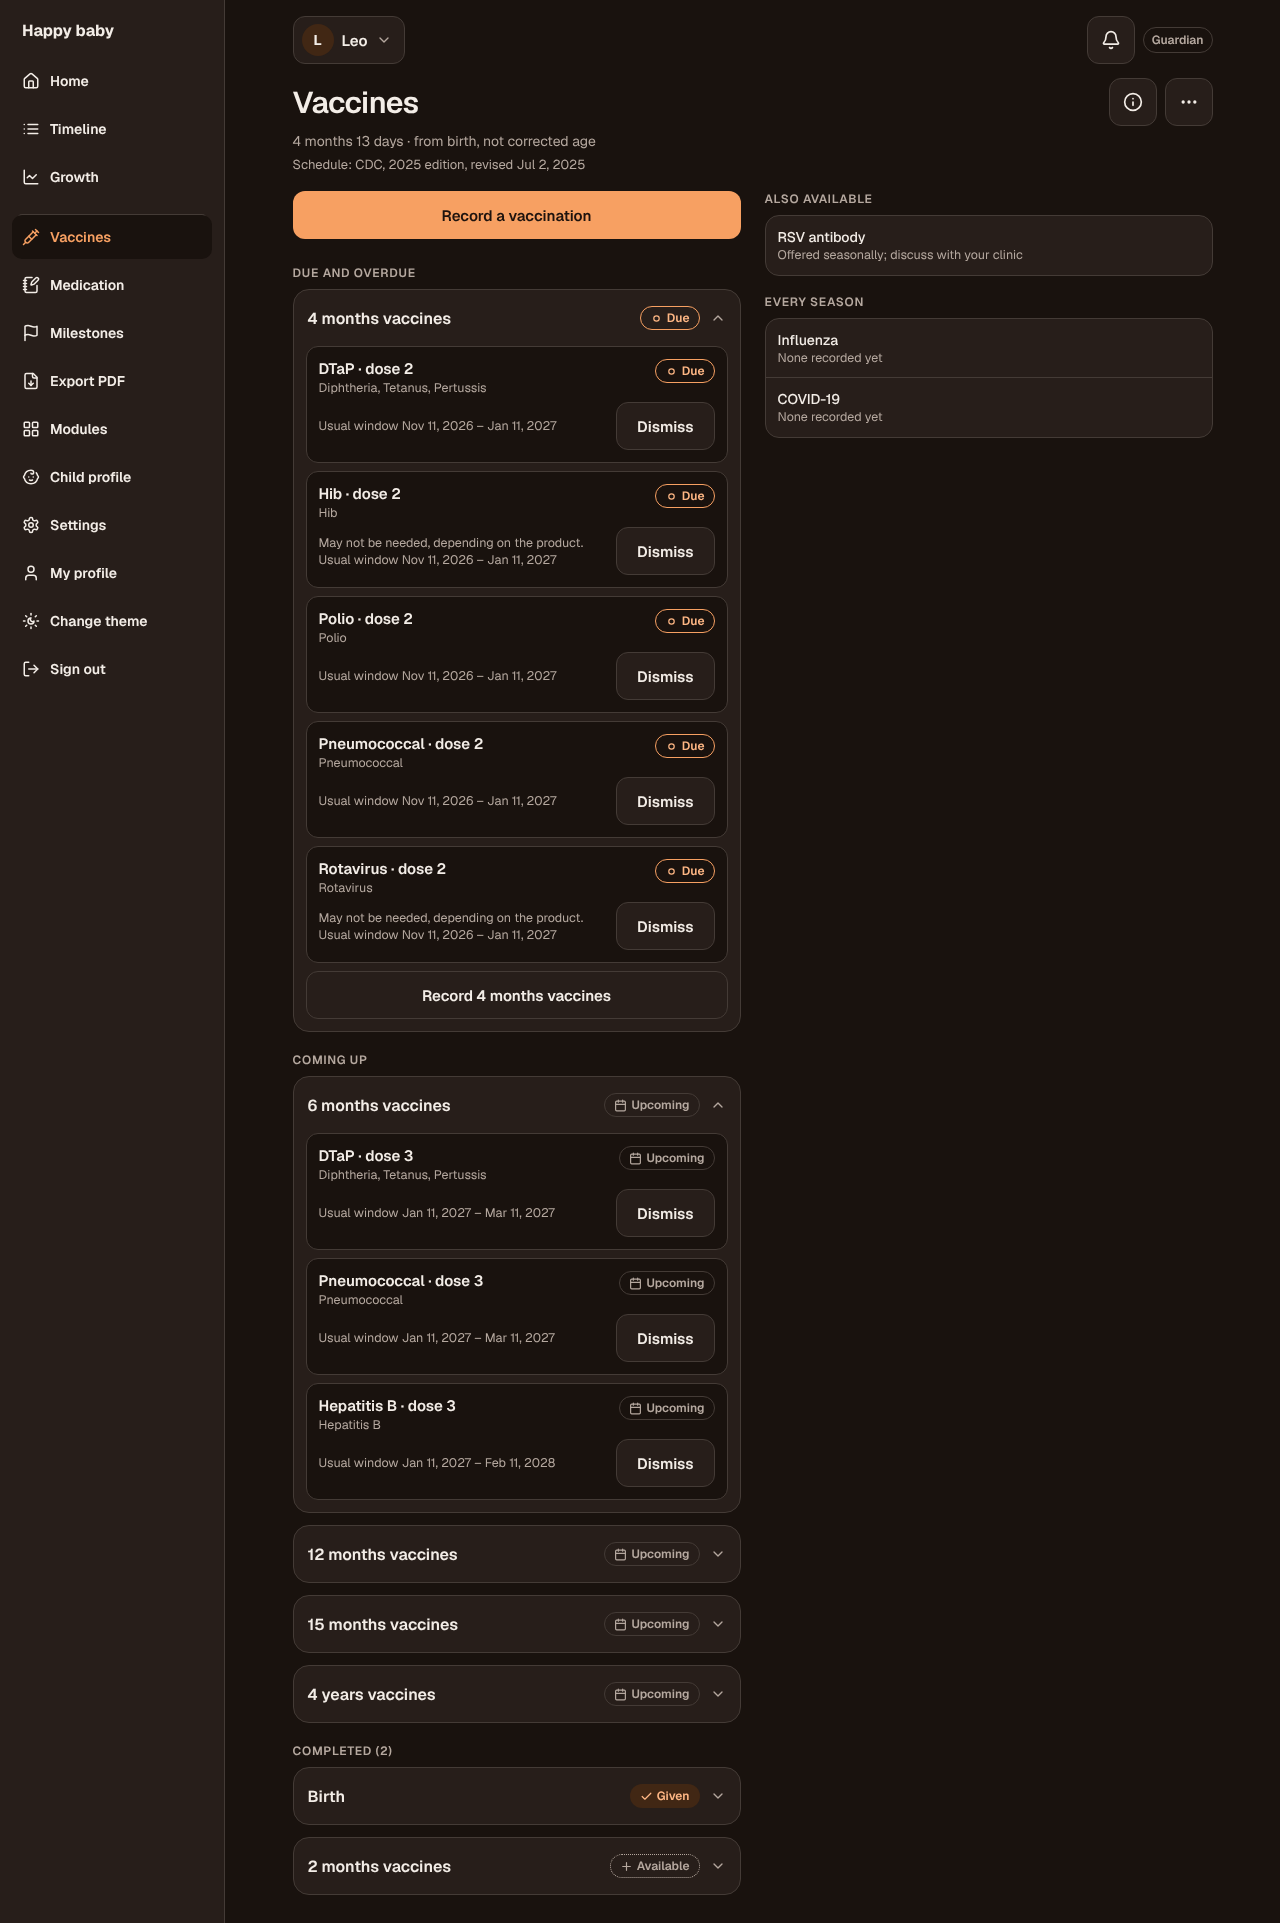 Happy baby
Home
Timeline
Growth
Vaccines
Medication
Milestones
Export PDF
Modules
Child profile
Settings
My profile
Change theme
Sign out
L Leo
Guardian
Vaccines
4 months 13 days · from birth, not corrected age
Schedule: CDC, 2025 edition, revised Jul 2, 2025
Record a vaccination
DUE AND OVERDUE
4 months vaccines Due
DTaP · dose 2 Due
Diphtheria, Tetanus, Pertussis
Usual window Nov 11, 2026 – Jan 11, 2027 Dismiss
Hib · dose 2 Due
Hib
May not be needed, depending on the product.
Usual window Nov 11, 2026 – Jan 11, 2027
Dismiss
Polio · dose 2 Due
Polio
Usual window Nov 11, 2026 – Jan 11, 2027 Dismiss
Pneumococcal · dose 2 Due
Pneumococcal
Usual window Nov 11, 2026 – Jan 11, 2027 Dismiss
Rotavirus · dose 2 Due
Rotavirus
May not be needed, depending on the product.
Usual window Nov 11, 2026 – Jan 11, 2027
Dismiss
Record 4 months vaccines
COMING UP
6 months vaccines Upcoming
DTaP · dose 3 Upcoming
Diphtheria, Tetanus, Pertussis
Usual window Jan 11, 2027 – Mar 11, 2027 Dismiss
Pneumococcal · dose 3 Upcoming
Pneumococcal
Usual window Jan 11, 2027 – Mar 11, 2027 Dismiss
Hepatitis B · dose 3 Upcoming
Hepatitis B
Usual window Jan 11, 2027 – Feb 11, 2028 Dismiss
12 months vaccines Upcoming
15 months vaccines Upcoming
4 years vaccines Upcoming
COMPLETED (2)
Birth Given
2 months vaccines Available
ALSO AVAILABLE
RSV antibody
Offered seasonally; discuss with your clinic
EVERY SEASON
Influenza
None recorded yet
COVID-19
None recorded yet